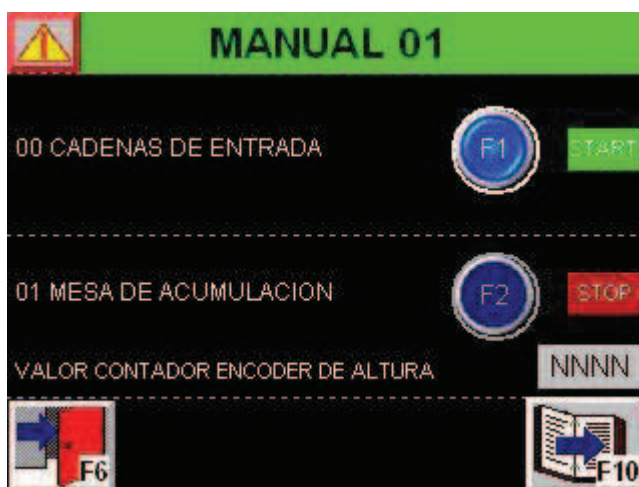 MANUAL 01
00 CADENAS DE ENTRADA F1 START
01 MESA DE ACUMULACION F2 STOP
VALOR CONTADOR ENCODER DE ALTURA NNNN
F6 F10